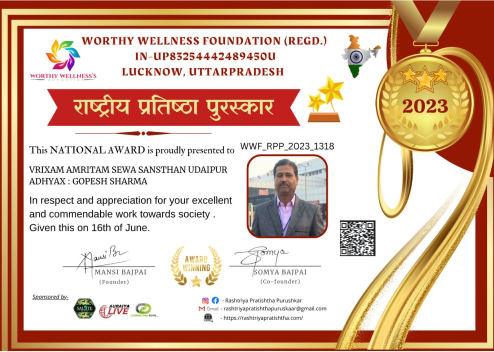 WORTHY WELLNESS FOUNDATION (REGD.)
IN-UP83254442489450U
LUCKNOW, UTTARPRADESH
WORTHY WELLNESS'S
राष्ट्रीय प्रतिष्ठा पुरस्कार
2023
This NATIONAL AWARD is proudly presented to
WWF_RPP_2023_1318
VRIXAM AMRITAM SEWA SANSTHAN UDAIPUR
ADHYAX : GOPESH SHARMA
In respect and appreciation for your excellent
and commendable work towards society .
Given this on 16th of June.
MANSI BAJPAI
(Founder)
AWARD
WINNING
SOMYA BAJPAI
(Co-founder)
Sponsored by-
AURAIYA
LIVE
- Rashtriya Pratishtha Puruskar
Gmail - rashtriyapratishthapuruskaar@gmail.com
- https://rashtriyapratishtha.com/